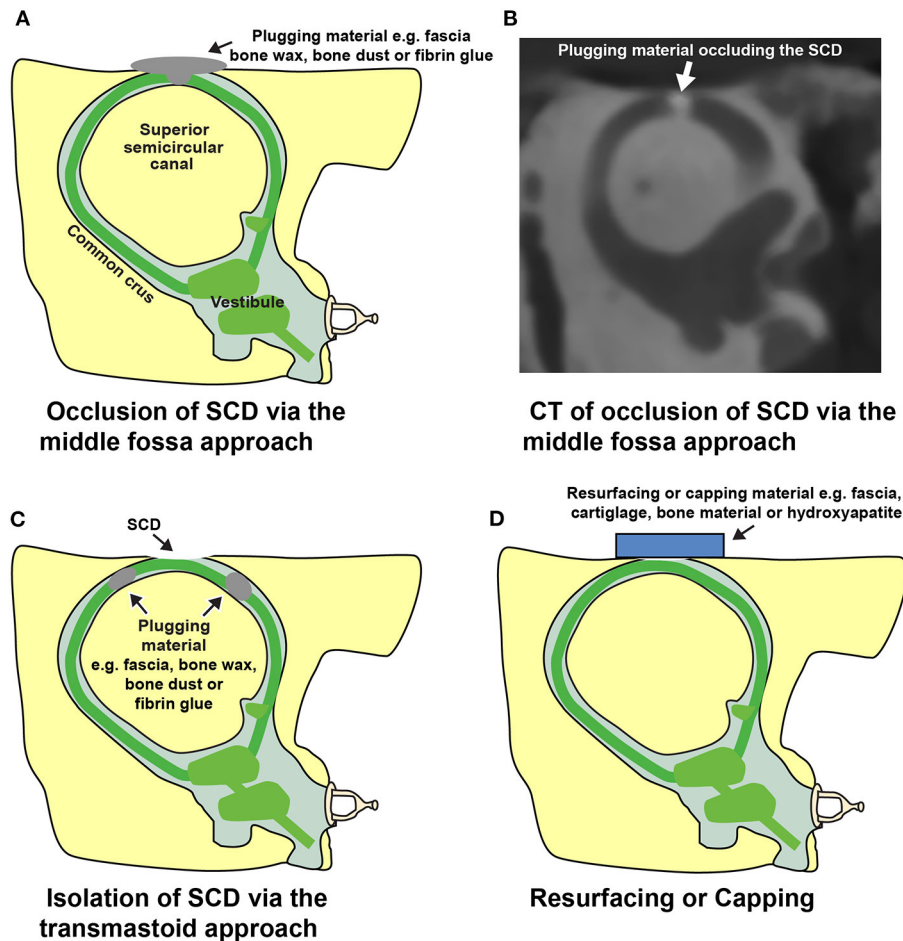 A
Plugging material e.g. fascia
bone wax, bone dust or fibrin glue
Superior
semicircular
canal
Common crus
Vestibule
Occlusion of SCD via the
middle fossa approach
B
Plugging material occluding the SCD
CT of occlusion of SCD via the
middle fossa approach
C
SCD
Plugging
material
e.g. fascia, bone wax,
bone dust or
fibrin glue
Isolation of SCD via the
transmastoid approach
D
Resurfacing or capping material e.g. fascia,
cartiglage, bone material or hydroxyapatite
Resurfacing or Capping